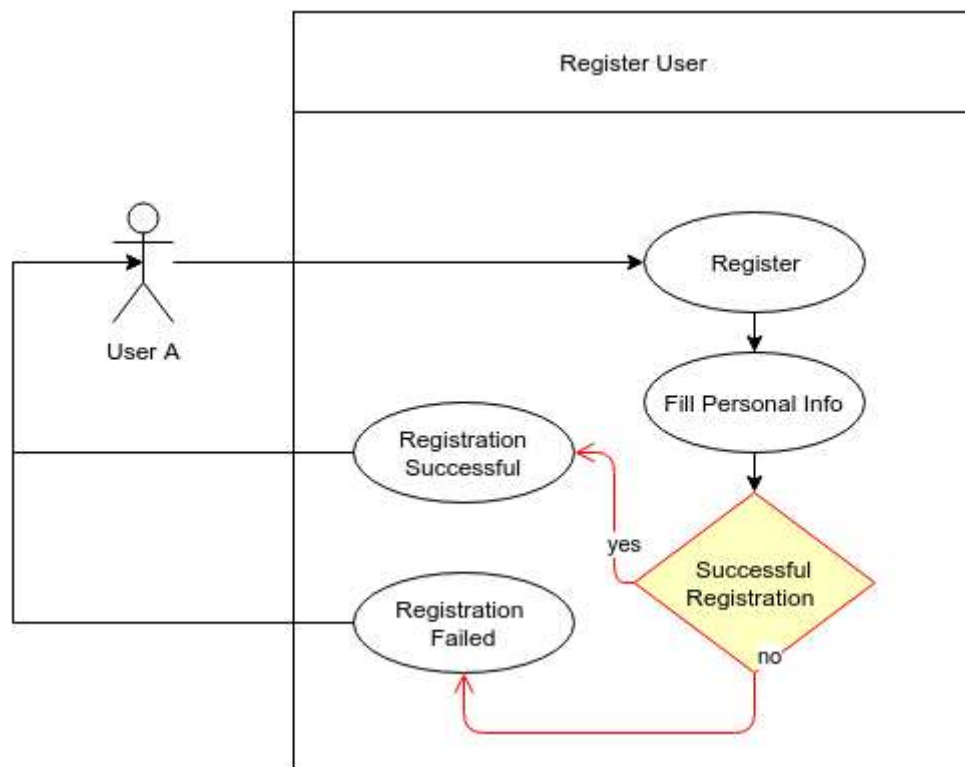 Register User
Register
User A
Fill Personal Info
Registration
Successful
yes
Successful
Registration
Registration
Failed
no